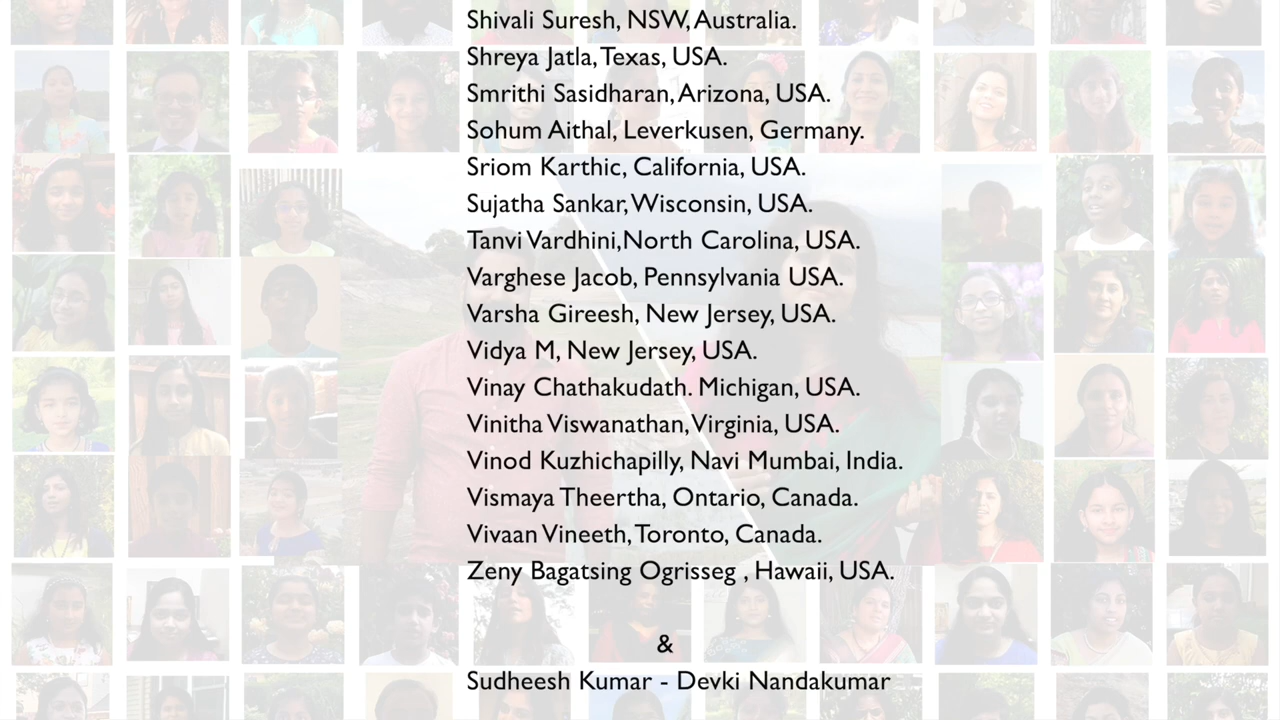 Shivali Suresh, NSW, Australia.
Shreya Jatla, Texas, USA.
Smrithi Sasidharan, Arizona, USA.
Sohum Aithal, Leverkusen, Germany.
Sriom Karthic, California, USA.
Sujatha Sankar, Wisconsin, USA.
Tanvi Vardhini,North Carolina, USA.
Varghese Jacob, Pennsylvania USA.
Varsha Gireesh, New Jersey, USA.
Vidya M, New Jersey, USA.
Vinay Chathakudath. Michigan, USA.
Vinitha Viswanathan, Virginia, USA.
Vinod Kuzhichapilly, Navi Mumbai, India.
Vismaya Theertha, Ontario, Canada.
Vivaan Vineeth, Toronto, Canada.
Zeny Bagatsing Ogrisseg , Hawaii, USA.
&
Sudheesh Kumar - Devki Nandakumar